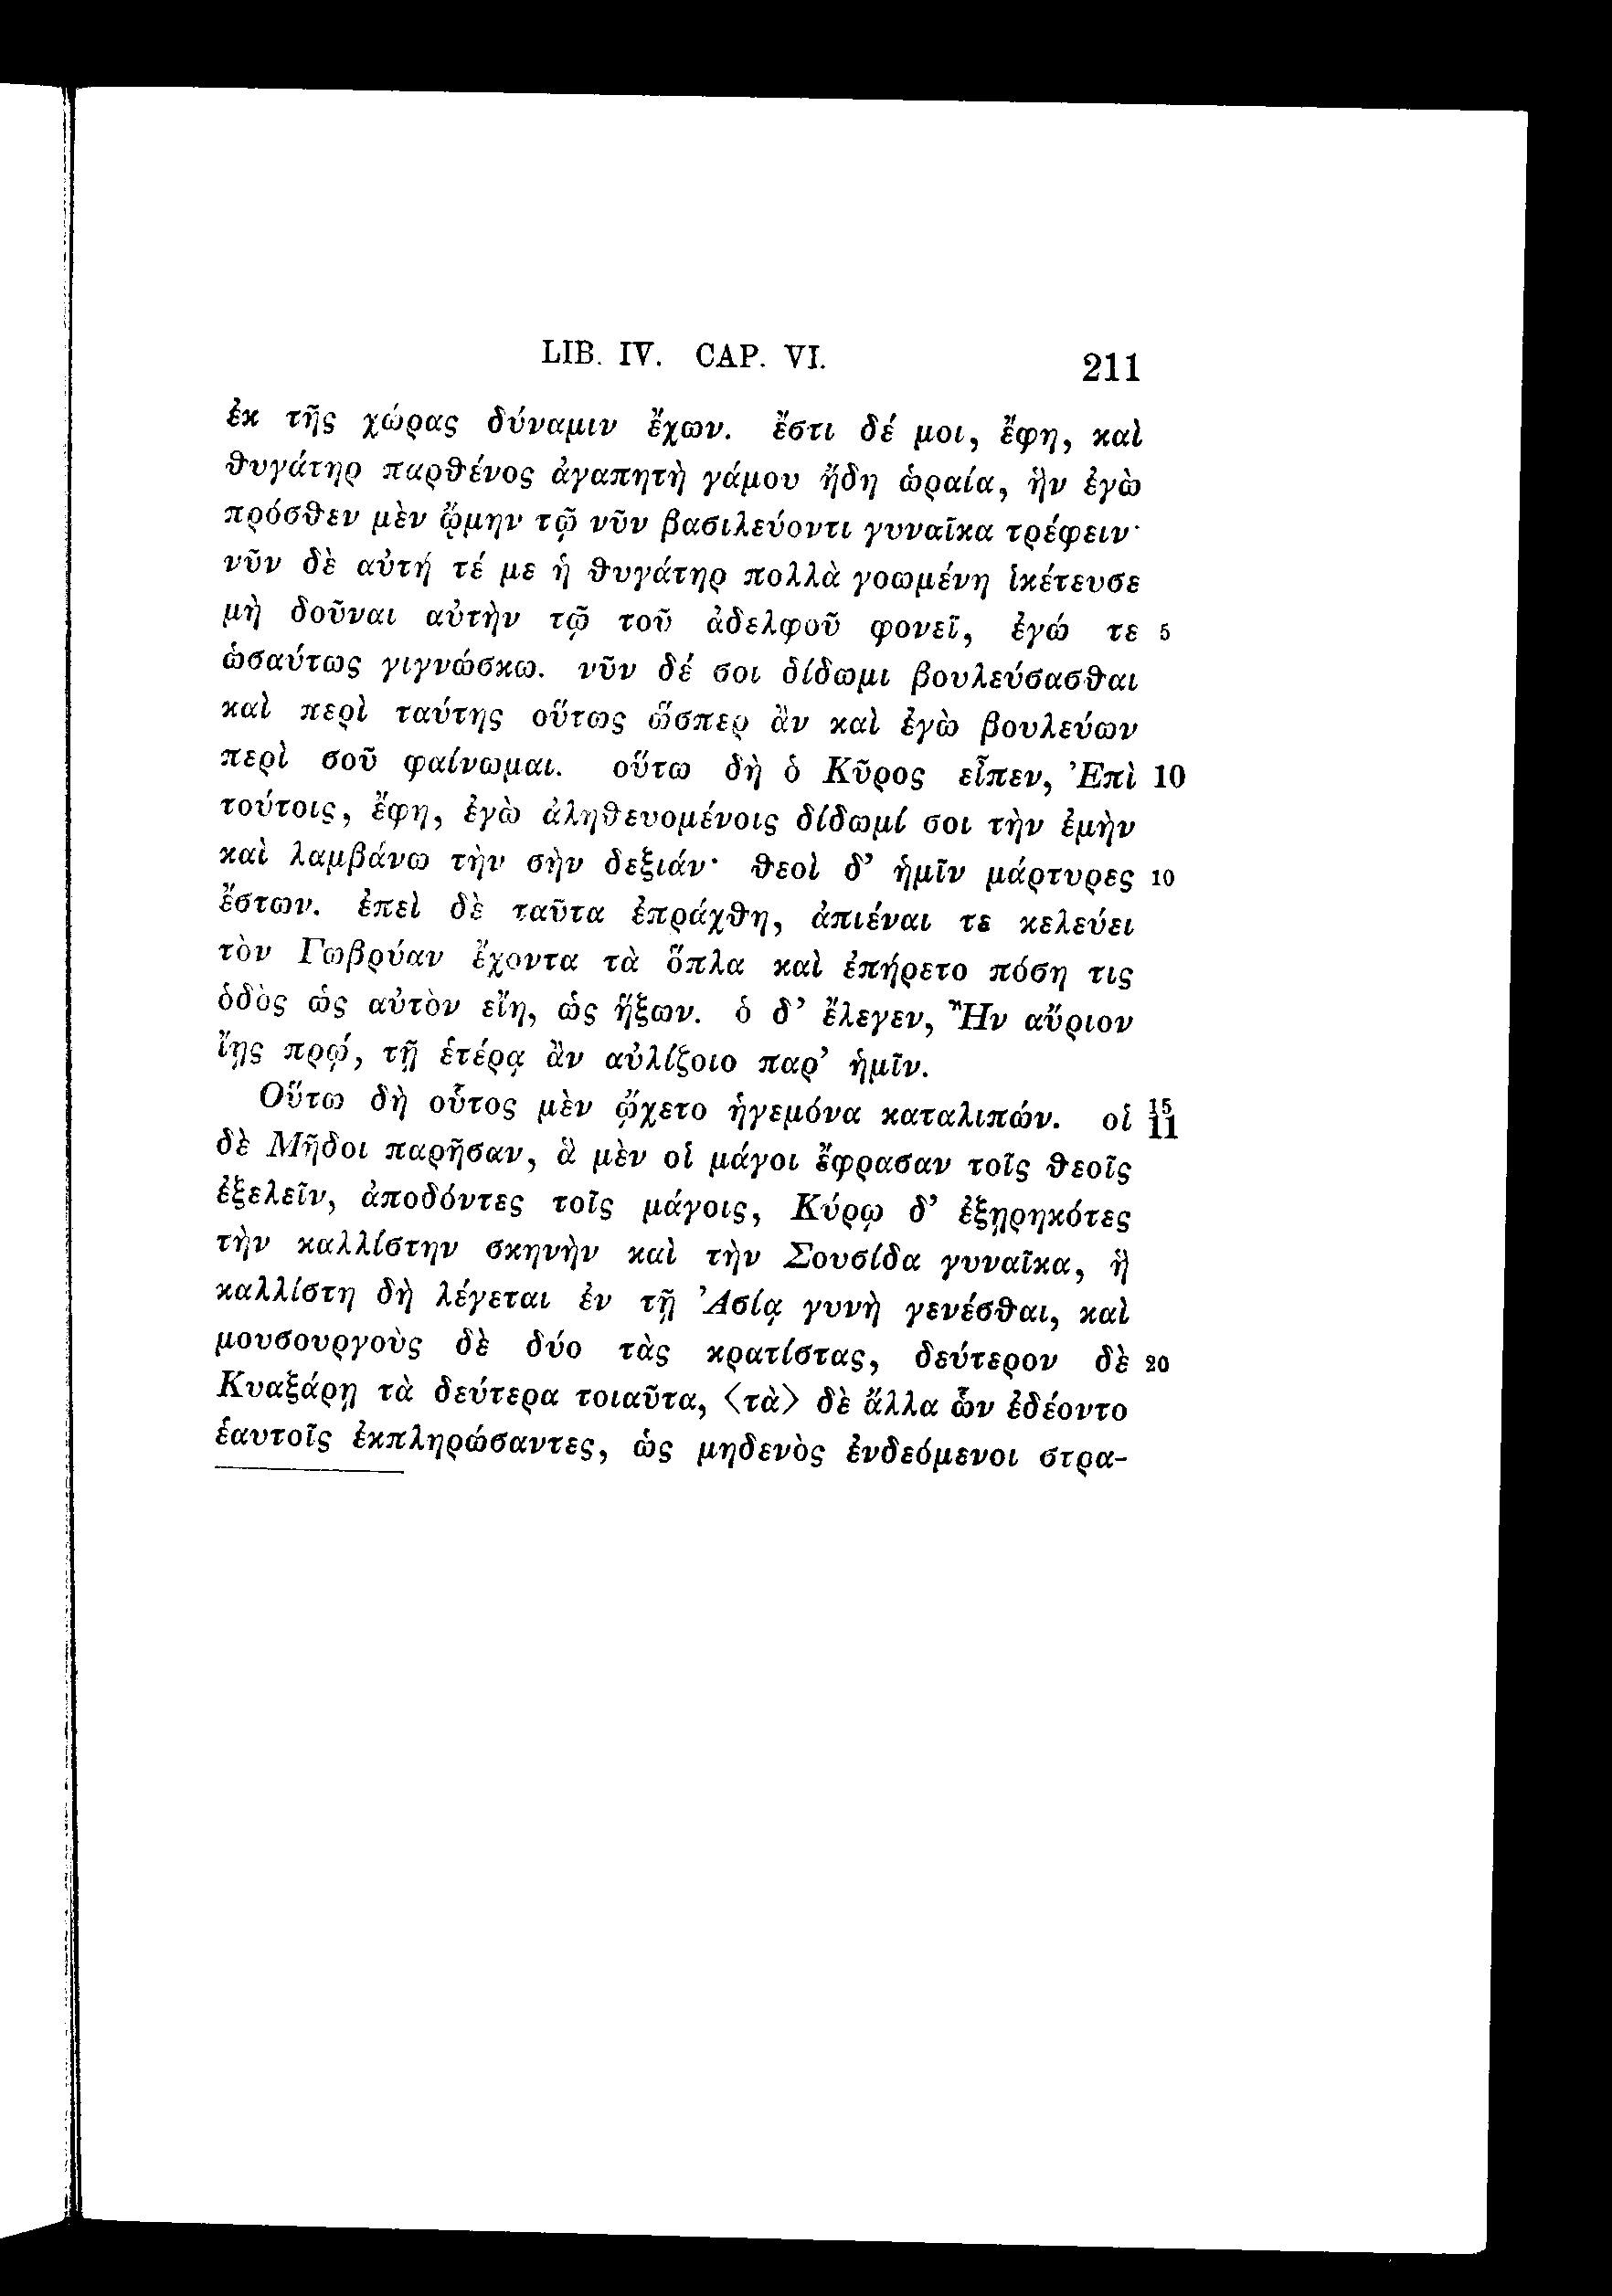 LIB. IV. CAP. VI. 211
ἐκ τῆς χώρας δύναμιν ἔχων. ἔστι δέ μοι, ἔφη, καὶ
θυγάτηρ παρθένος ἀγαπητὴ γάμου ἤδη ὡραία, ἣν ἐγὼ
πρόσθεν μὲν ᾤμην τῷ νῦν βασιλεύοντι γυναῖκα τρέφειν·
νῦν δὲ αὐτή τέ με ἡ θυγάτηρ πολλὰ γοωμένη ἱκέτευσε
μὴ δοῦναι αὐτὴν τῷ τοῦ ἀδελφοῦ φονεῖ, ἐγώ τε 5
ὡσαύτως γιγνώσκω. νῦν δέ σοι δίδωμι βουλεύσασθαι
καὶ περὶ ταύτης οὕτως ὥσπερ ἂν καὶ ἐγὼ βουλεύων
περὶ σοῦ φαίνωμαι. οὕτω δὴ ὁ Κῦρος εἶπεν, Ἐπὶ 10
τούτοις, ἔφη, ἐγὼ ἀληθευομένοις δίδωμί σοι τὴν ἐμὴν
καὶ λαμβάνω τὴν σὴν δεξιάν· θεοὶ δ’ ἡμῖν μάρτυρες 10
ἔστων. ἐπεὶ δὲ ταῦτα ἐπράχθη, ἀπιέναι τε κελεύει
τὸν Γωβρύαν ἔχοντα τὰ ὅπλα καὶ ἐπήρετο πόση τις
ὁδὸς ὡς αὐτὸν εἴη, ὡς ἥξων. ὁ δ’ ἔλεγεν, Ἢν αὔριον
ἴῃς πρῴ, τῇ ἑτέρᾳ ἂν αὐλίζοιο παρ’ ἡμῖν.
Οὕτω δὴ οὗτος μὲν ᾤχετο ἡγεμόνα καταλιπών. οἱ 15 11
δὲ Μῆδοι παρῆσαν, ἃ μὲν οἱ μάγοι ἔφρασαν τοῖς θεοῖς
ἐξελεῖν, ἀποδόντες τοῖς μάγοις, Κύρῳ δ’ ἐξῃρηκότες
τὴν καλλίστην σκηνὴν καὶ τὴν Σουσίδα γυναῖκα, ἣ
καλλίστη δὴ λέγεται ἐν τῇ Ἀσίᾳ γυνὴ γενέσθαι, καὶ
μουσουργοὺς δὲ δύο τὰς κρατίστας, δεύτερον δὲ 20
Κυαξάρῃ τὰ δεύτερα τοιαῦτα, ⟨τὰ⟩ δὲ ἄλλα ὧν ἐδέοντο
ἑαυτοῖς ἐκπληρώσαντες, ὡς μηδενὸς ἐνδεόμενοι στρα-